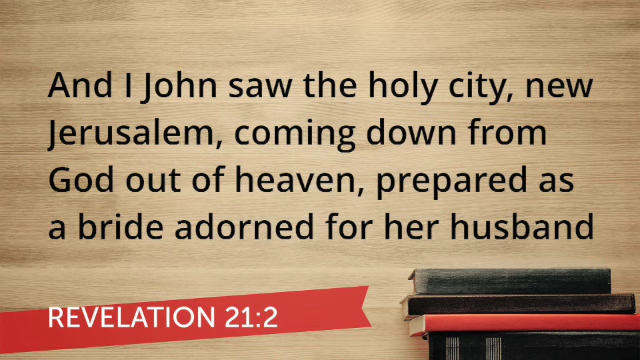 And I John saw the holy city, new
Jerusalem, coming down from
God out of heaven, prepared as
a bride adorned for her husband
REVELATION 21:2